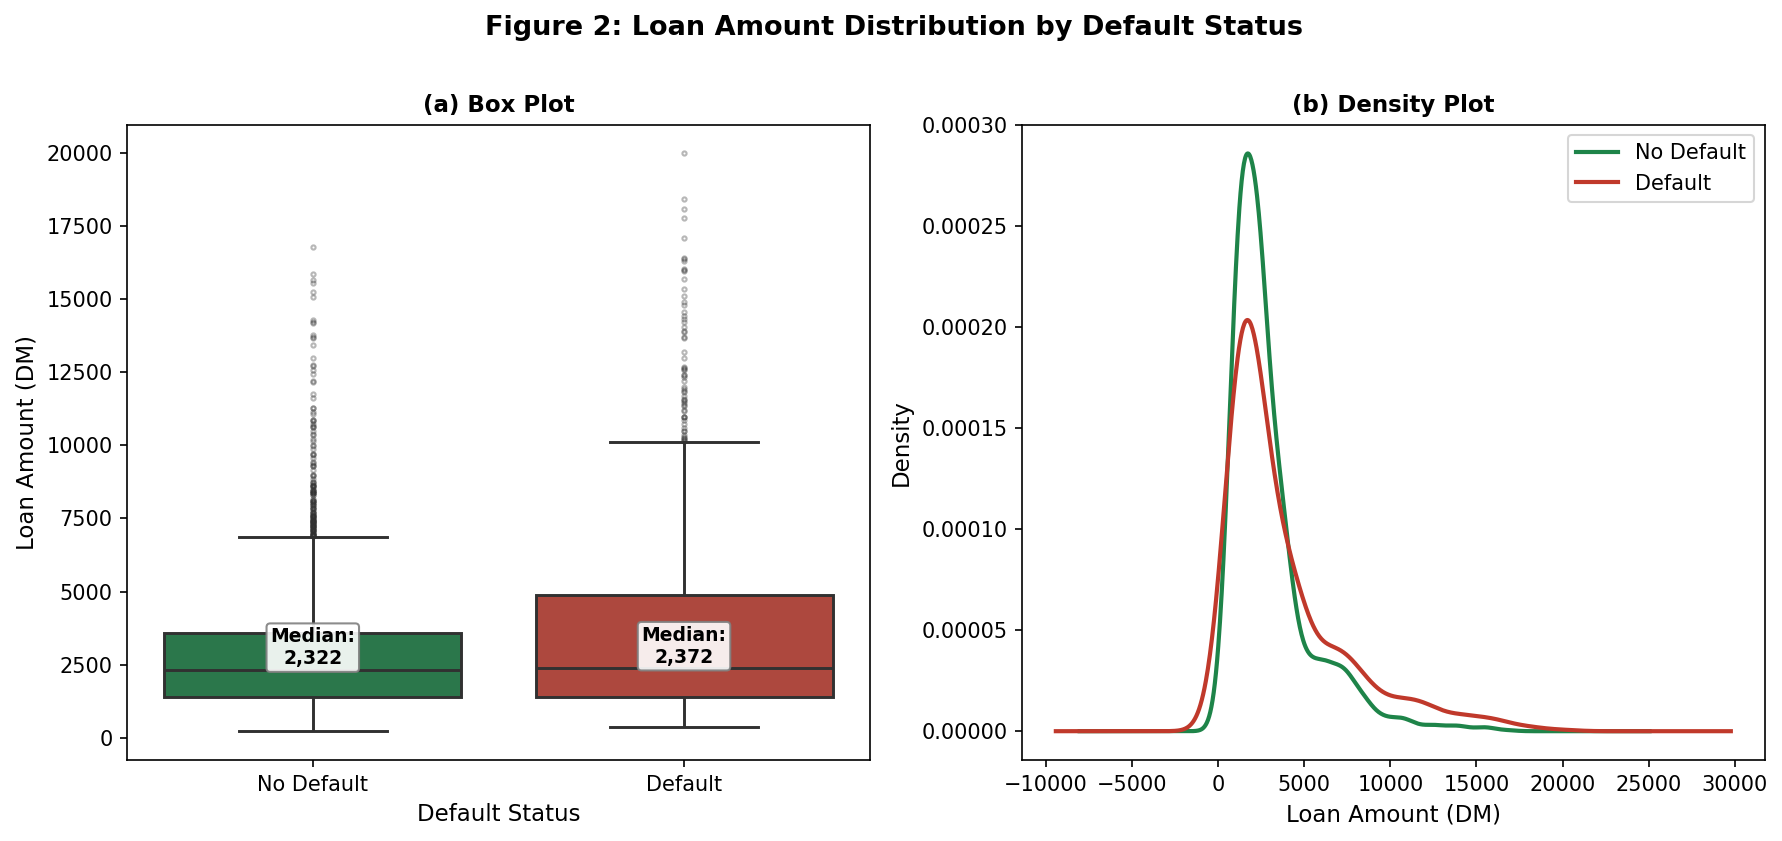 Figure 2: Loan Amount Distribution by Default Status
(a) Box Plot
20000
17500
15000
12500
10000
7500
5000
2500
0
Loan Amount (DM)
Median:
2,322
Median:
2,372
No Default
Default
Default Status
(b) Density Plot
0.00030
0.00025
0.00020
0.00015
0.00010
0.00005
0.00000
Density
No Default
Default
−10000 −5000 0 5000 10000 15000 20000 25000 30000
Loan Amount (DM)